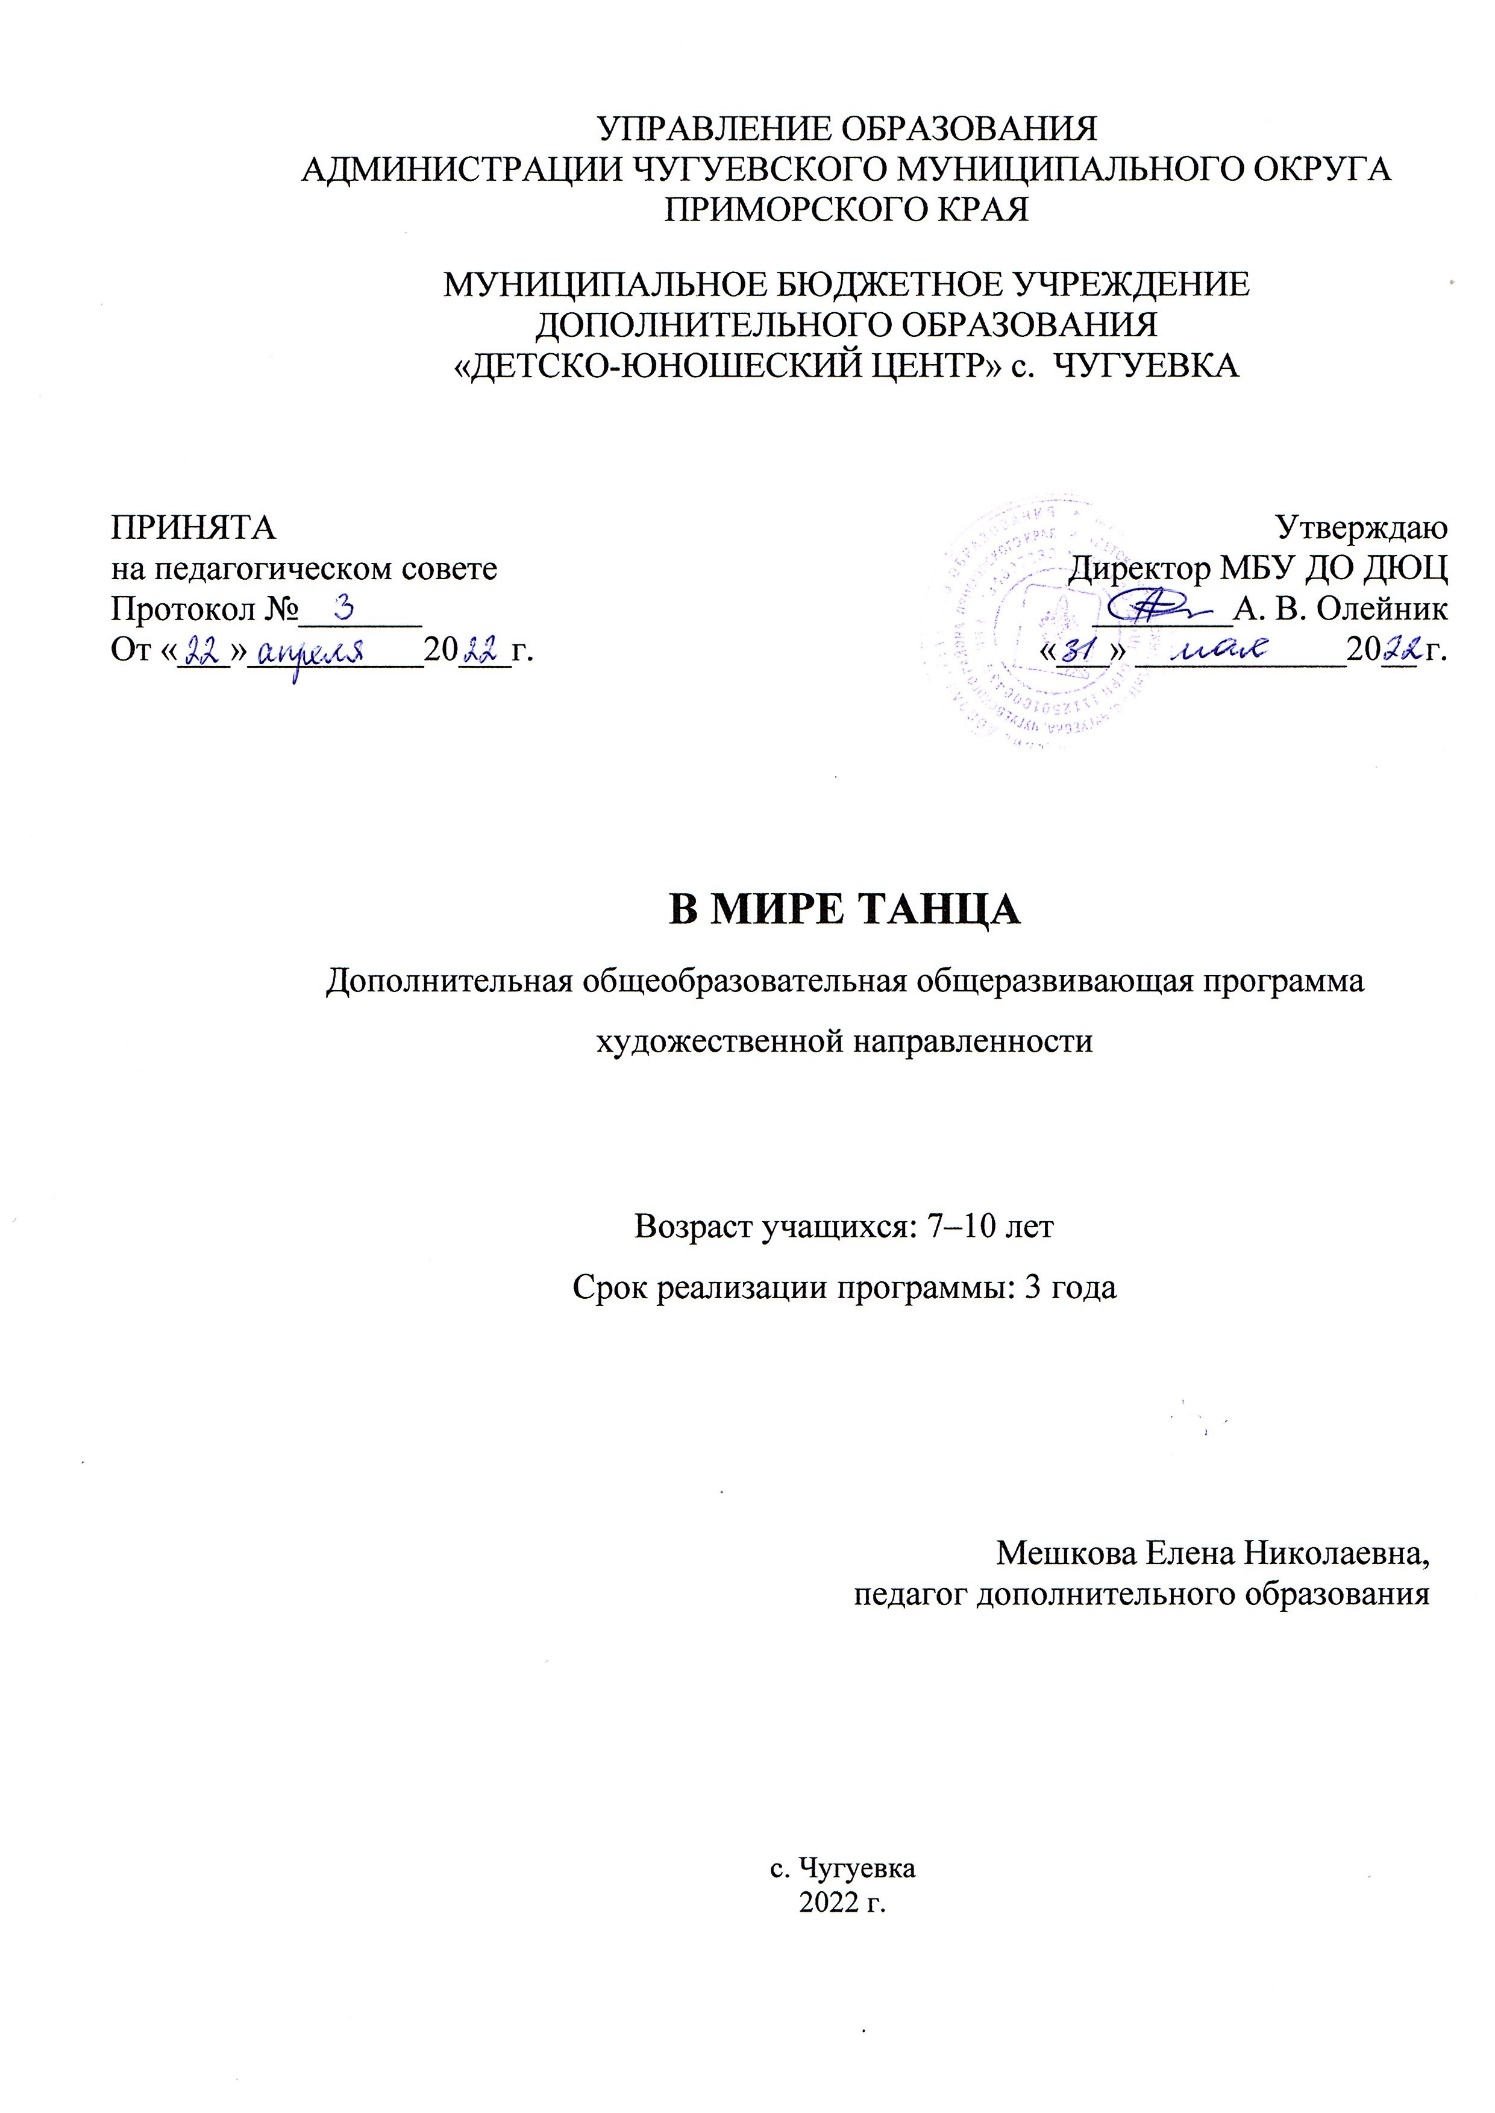 УПРАВЛЕНИЕ ОБРАЗОВАНИЯ
АДМИНИСТРАЦИИ ЧУГУЕВСКОГО МУНИЦИПАЛЬНОГО ОКРУГА
ПРИМОРСКОГО КРАЯ
МУНИЦИПАЛЬНОЕ БЮДЖЕТНОЕ УЧРЕЖДЕНИЕ
ДОПОЛНИТЕЛЬНОГО ОБРАЗОВАНИЯ
«ДЕТСКО-ЮНОШЕСКИЙ ЦЕНТР» с. ЧУГУЕВКА
ПРИНЯТА
на педагогическом совете
Протокол № 3
От «22» апреля 2022 г.
Утверждаю
Директор МБУ ДО ДЮЦ
А. В. Олейник
«31» мая 2022 г.
В МИРЕ ТАНЦА
Дополнительная общеобразовательная общеразвивающая программа
художественной направленности
Возраст учащихся: 7–10 лет
Срок реализации программы: 3 года
Мешкова Елена Николаевна,
педагог дополнительного образования
с. Чугуевка
2022 г.